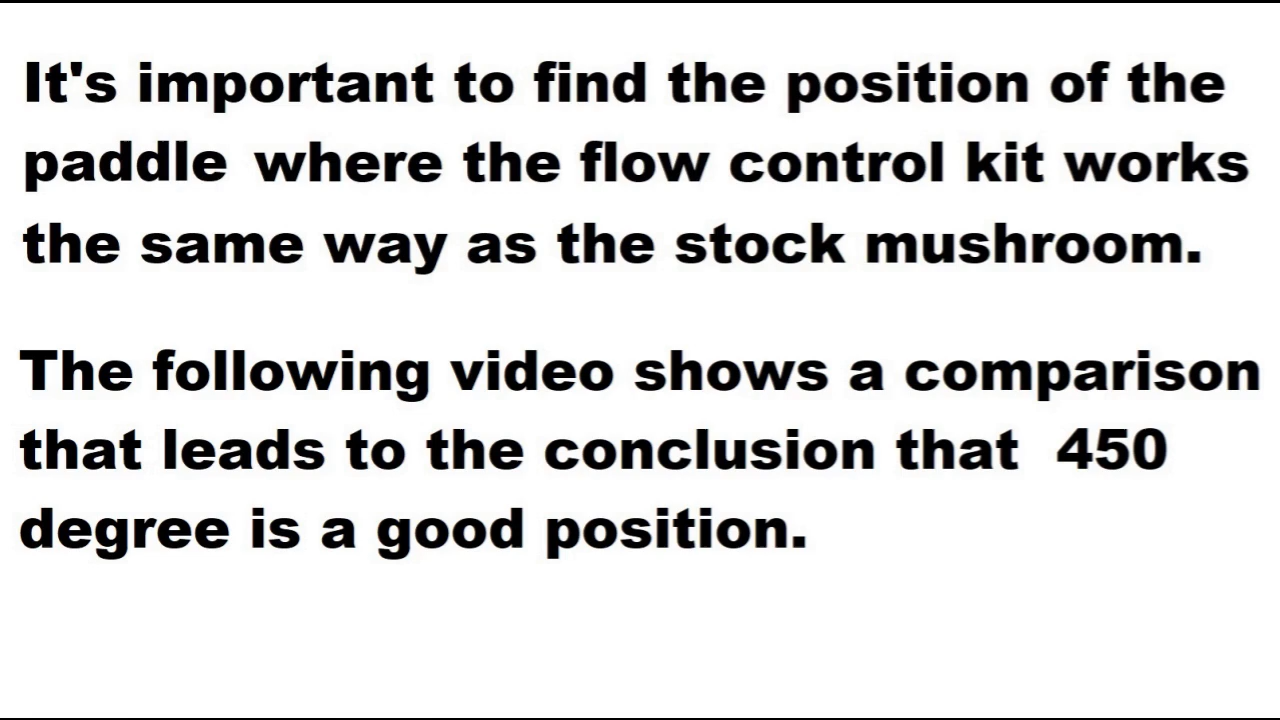 It's important to find the position of the
paddle where the flow control kit works
the same way as the stock mushroom.
The following video shows a comparison
that leads to the conclusion that 450
degree is a good position.